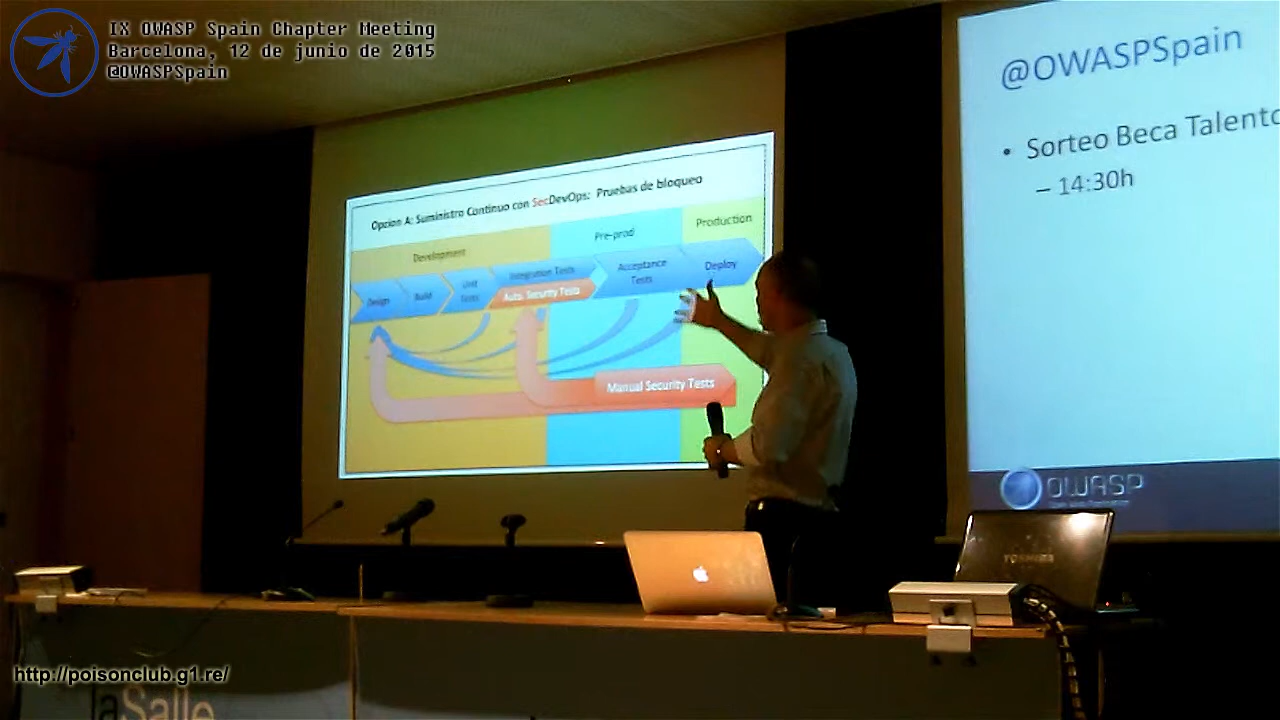 IX OWASP Spain Chapter Meeting
Barcelona, 12 de junio de 2015
@OWASPSpain
@OWASPSpain
• Sorteo Beca Talento
– 14:30h
OWASP
Opcion A: Suministro Continuo con SecDevOps: Pruebas de bloqueo
Development
Pre-prod
Production
Design
Build
Unit
Tests
Integration Tests
Auto. Security Tests
Acceptance
Tests
Deploy
Manual Security Tests
TOSHIBA
http://poisonclub.g1.re/
laSalle